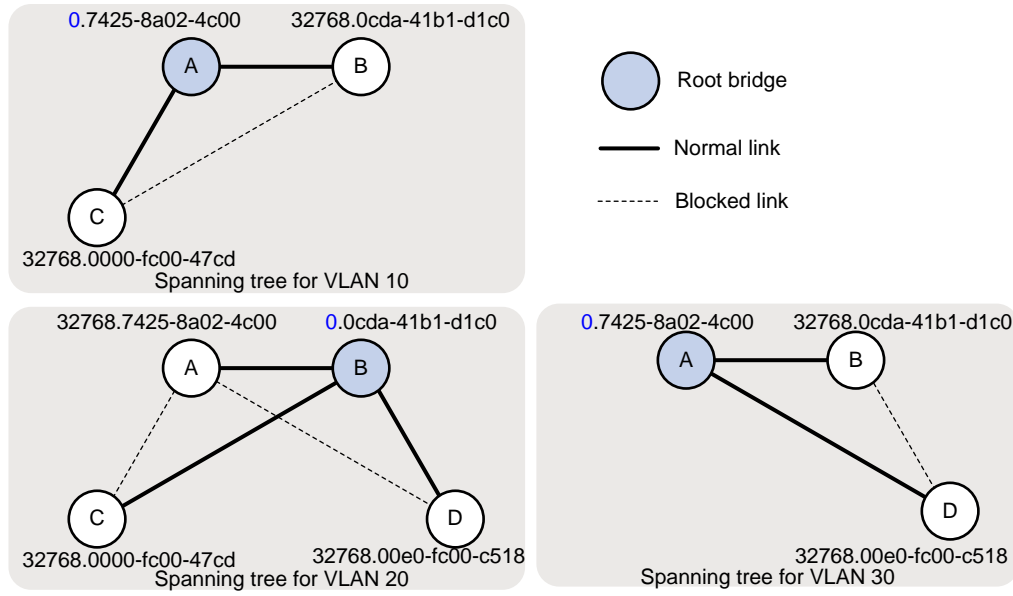 0.7425-8a02-4c00 32768.0cda-41b1-d1c0
A B
C
32768.0000-fc00-47cd
Spanning tree for VLAN 10
Root bridge
Normal link
Blocked link
32768.7425-8a02-4c00 0.0cda-41b1-d1c0
A B
C D
32768.0000-fc00-47cd 32768.00e0-fc00-c518
Spanning tree for VLAN 20
0.7425-8a02-4c00 32768.0cda-41b1-d1c0
A B
D
32768.00e0-fc00-c518
Spanning tree for VLAN 30